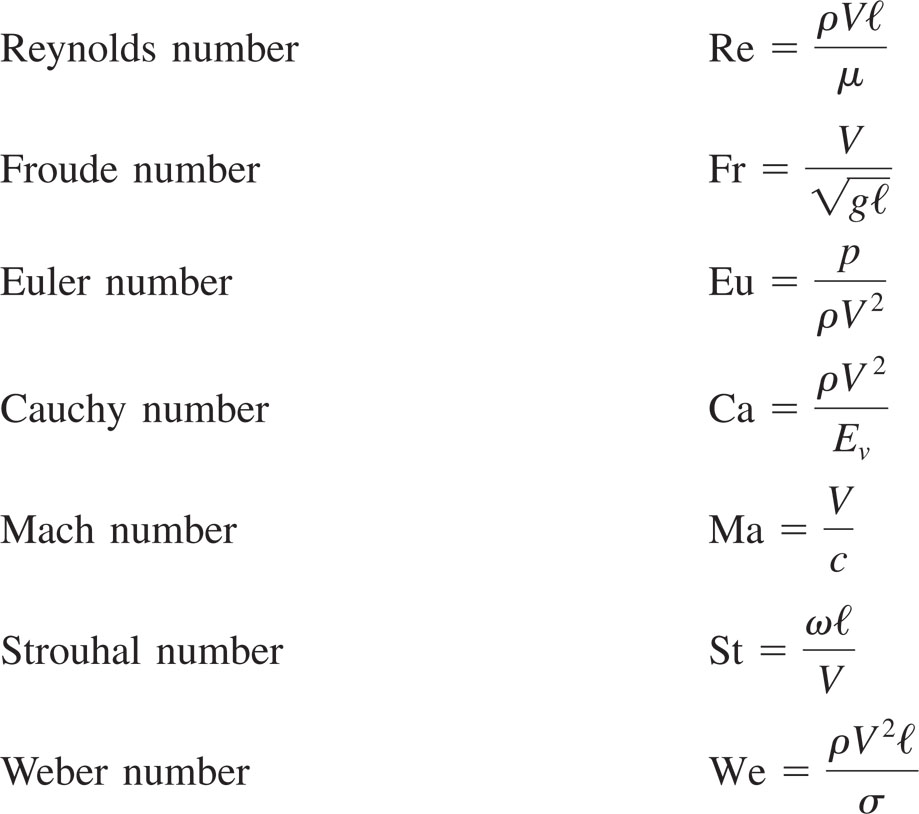 Reynolds number Re = ρVℓ/μ
Froude number Fr = V/√gℓ
Euler number Eu = p/ρV²
Cauchy number Ca = ρV²/Eᵥ
Mach number Ma = V/c
Strouhal number St = ωℓ/V
Weber number We = ρV²ℓ/σ